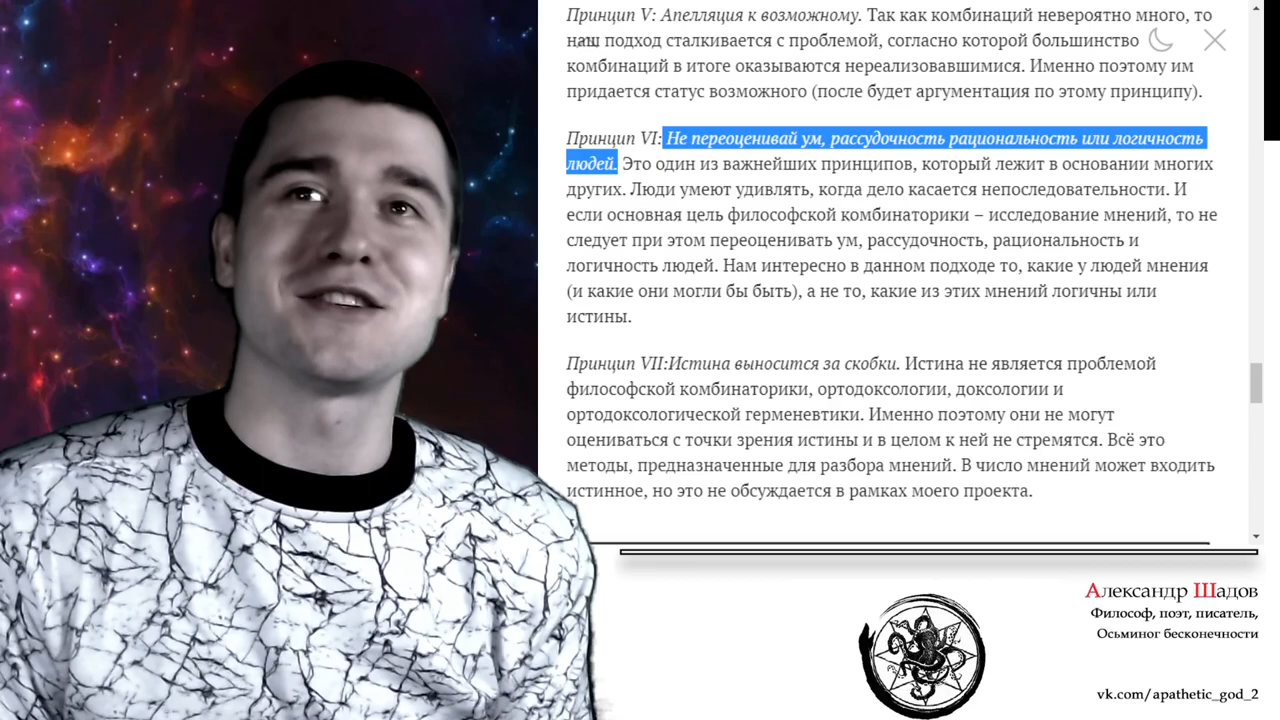 Принцип V: Апелляция к возможному. Так как комбинаций невероятно много, то
наш подход сталкивается с проблемой, согласно которой большинство
комбинаций в итоге оказываются нереализовавшимися. Именно поэтому им
придается статус возможного (после будет аргументация по этому принципу).
Принцип VI: Не переоценивай ум, рассудочность рациональность или логичность
людей. Это один из важнейших принципов, который лежит в основании многих
других. Люди умеют удивлять, когда дело касается непоследовательности. И
если основная цель философской комбинаторики – исследование мнений, то не
следует при этом переоценивать ум, рассудочность, рациональность и
логичность людей. Нам интересно в данном подходе то, какие у людей мнения
(и какие они могли бы быть), а не то, какие из этих мнений логичны или
истины.
Принцип VII:Истина выносится за скобки. Истина не является проблемой
философской комбинаторики, ортодоксологии, доксологии и
ортодоксологической герменевтики. Именно поэтому они не могут
оцениваться с точки зрения истины и в целом к ней не стремятся. Всё это
методы, предназначенные для разбора мнений. В число мнений может входить
истинное, но это не обсуждается в рамках моего проекта.
Александр Шадов
Философ, поэт, писатель,
Осьминог бесконечности
vk.com/apathetic_god_2